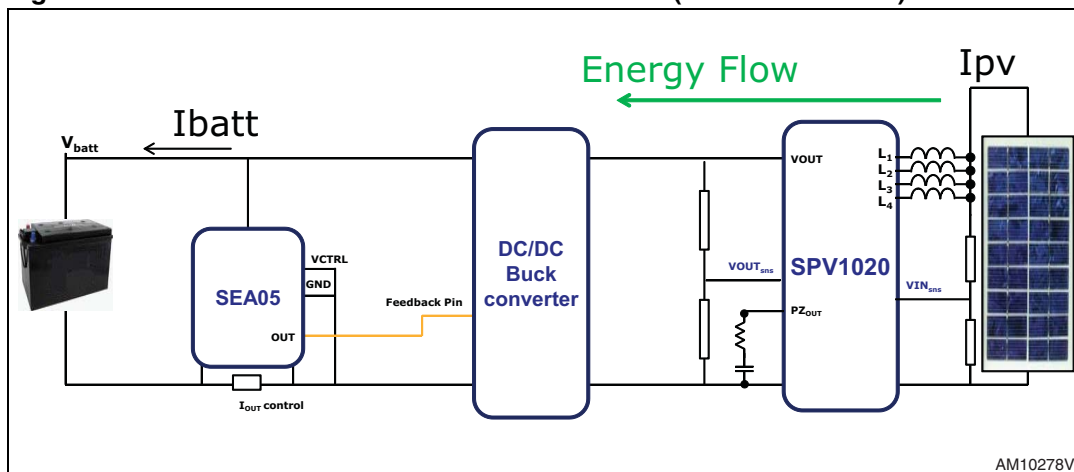 Energy Flow
Ipv
Ibatt
Vbatt
VOUT
L1
L2
L3
L4
DC/DC
Buck
converter
SPV1020
VCTRL
GND
SEA05
VOUTsns
VINsns
Feedback Pin
OUT
PZOUT
IOUT control
AM10278V